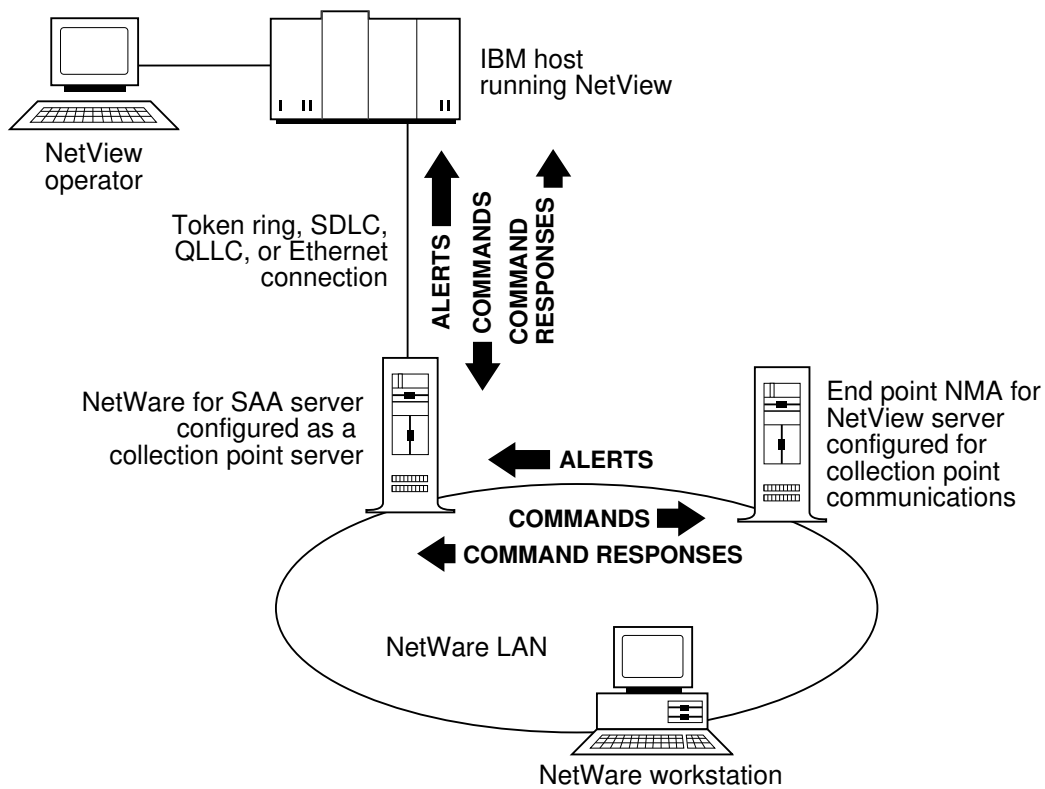 IBM host
running NetView
NetView
operator
Token ring, SDLC,
QLLC, or Ethernet
connection
ALERTS
COMMANDS
COMMAND
RESPONSES
NetWare for SAA server
configured as a
collection point server
End point NMA for
NetView server
configured for
collection point
communications
ALERTS
COMMANDS
COMMAND RESPONSES
NetWare LAN
NetWare workstation